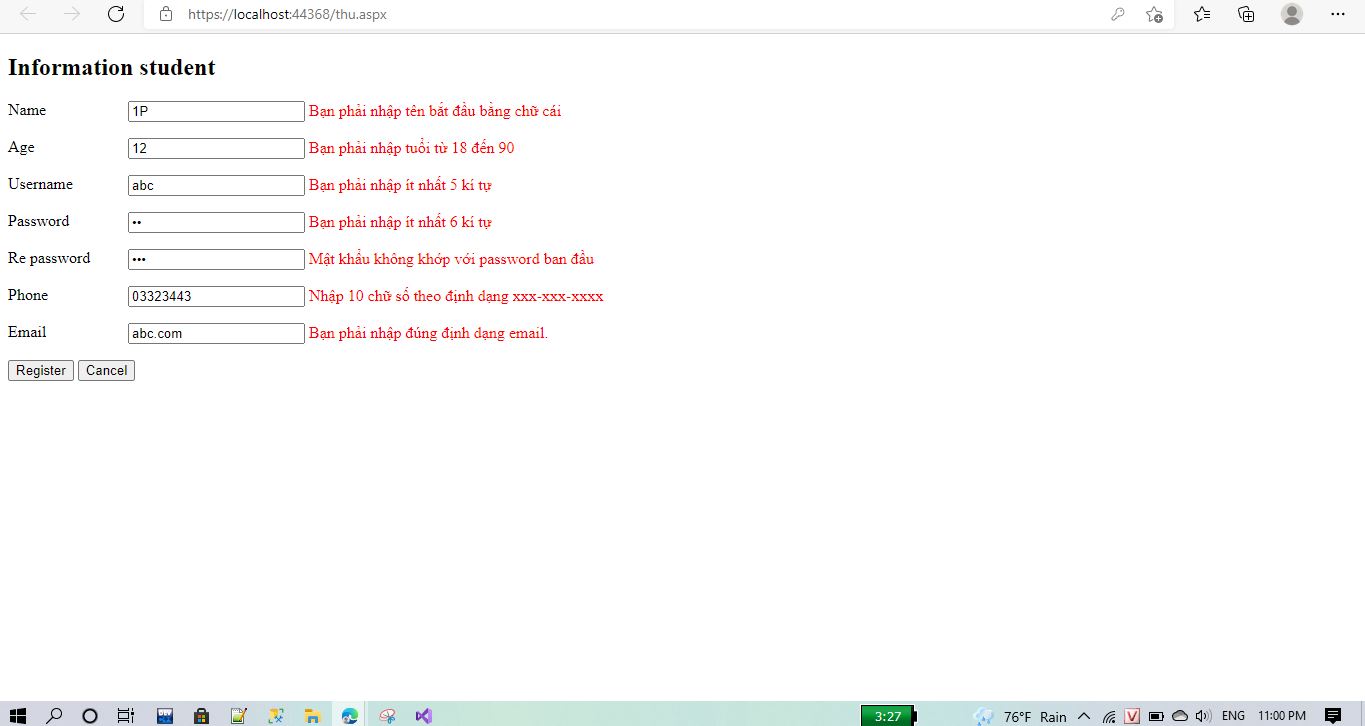 https://localhost:44368/thu.aspx
Information student
Name 1P Bạn phải nhập tên bắt đầu bằng chữ cái
Age 12 Bạn phải nhập tuổi từ 18 đến 90
Username abc Bạn phải nhập ít nhất 5 kí tự
Password •• Bạn phải nhập ít nhất 6 kí tự
Re password ••• Mật khẩu không khớp với password ban đầu
Phone 03323443 Nhập 10 chữ số theo định dạng xxx-xxx-xxxx
Email abc.com Bạn phải nhập đúng định dạng email.
Register Cancel
3:27 76°F Rain V ENG 11:00 PM